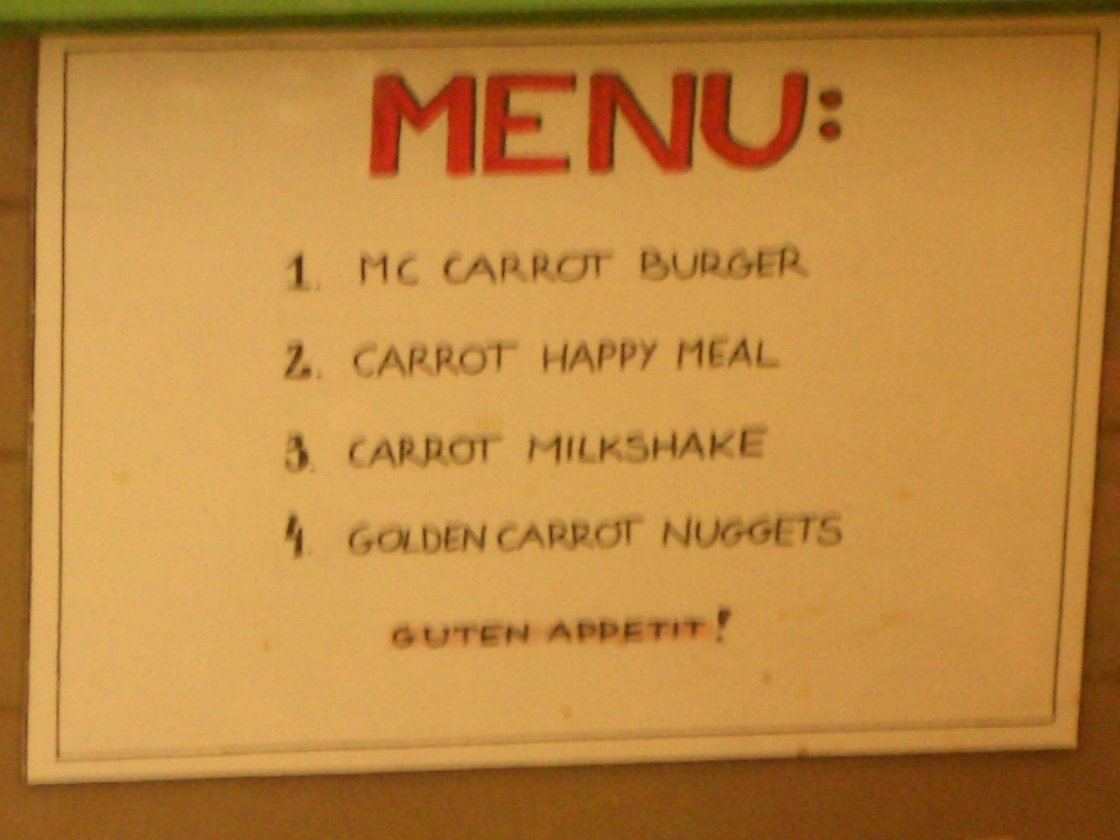 MENU:
1. MC CARROT BURGER
2. CARROT HAPPY MEAL
3. CARROT MILKSHAKE
4. GOLDEN CARROT NUGGETS
GUTEN APPETIT!